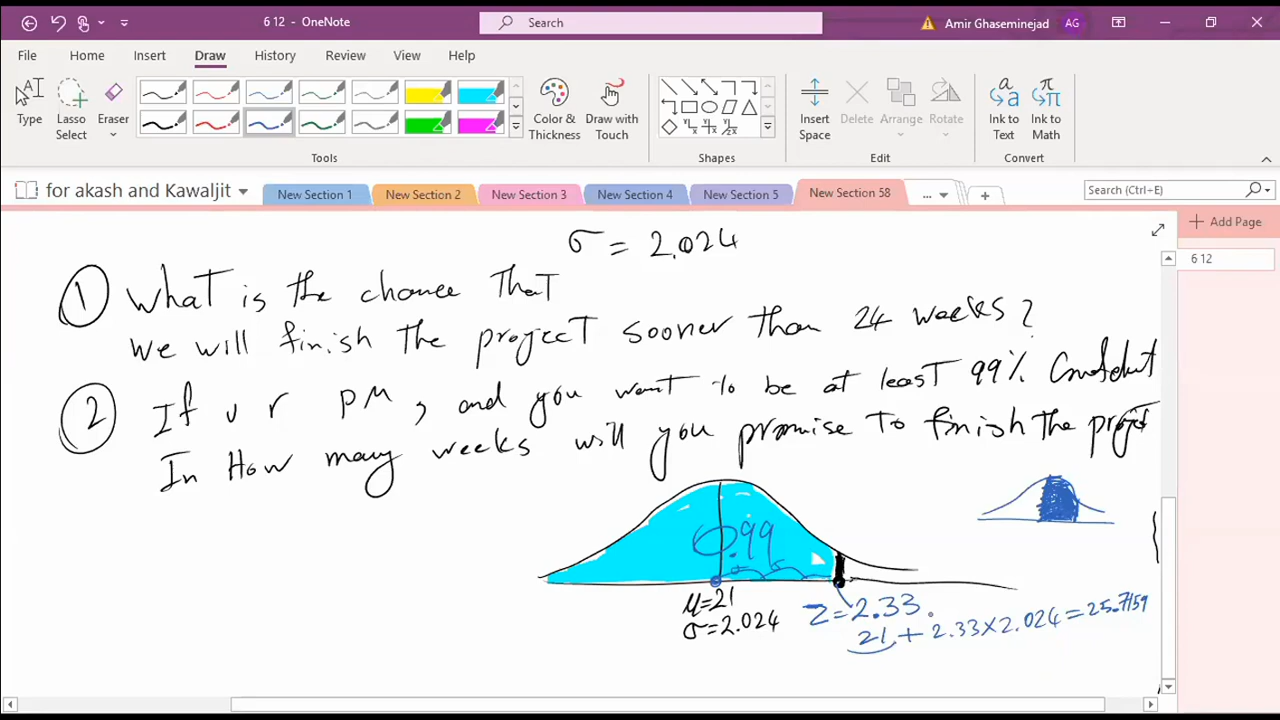 6 12 - OneNote
Search
Amir Ghaseminejad
AG
File Home Insert Draw History Review View Help
Type
Lasso Select
Eraser
Color & Thickness
Draw with Touch
Insert Space
Delete
Arrange
Rotate
Ink to Text
Ink to Math
Tools
Shapes
Edit
Convert
for akash and Kawaljit
New Section 1
New Section 2
New Section 3
New Section 4
New Section 5
New Section 58
...
Search (Ctrl+E)
Add Page
6 12
σ = 2.024
① What is the chance that
We will finish the project sooner than 24 weeks?
② If u r PM, and you want to be at least 99% Confident
In How many weeks will you promise to finish the project
0.99
μ=21
σ=2.024
Z=2.33
21 + 2.33×2.024=25.7159